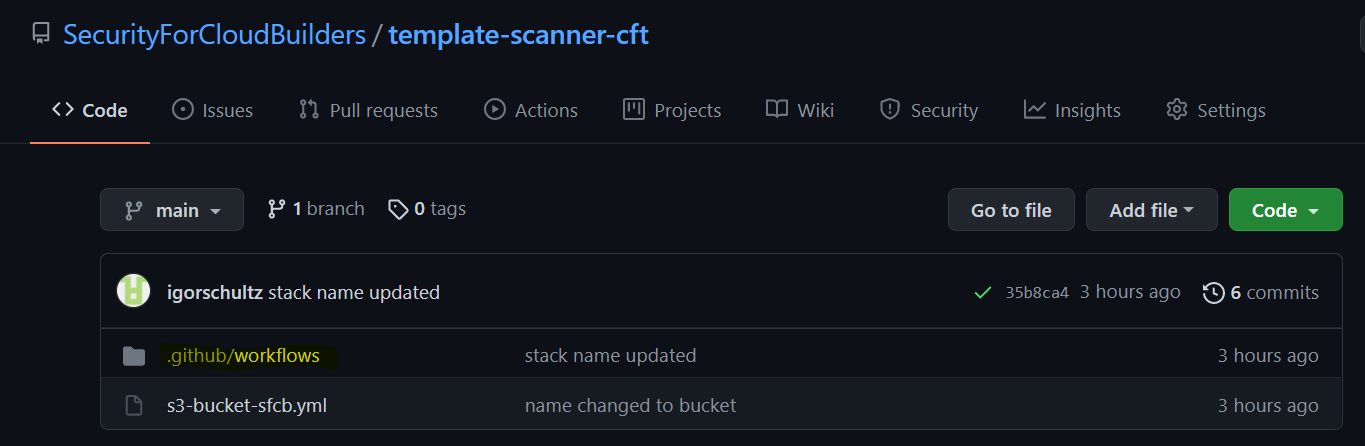 SecurityForCloudBuilders / template-scanner-cft
Code Issues Pull requests Actions Projects Wiki Security Insights Settings
main 1 branch 0 tags Go to file Add file Code
igorschultz stack name updated 35b8ca4 3 hours ago 6 commits
.github/workflows stack name updated 3 hours ago
s3-bucket-sfcb.yml name changed to bucket 3 hours ago